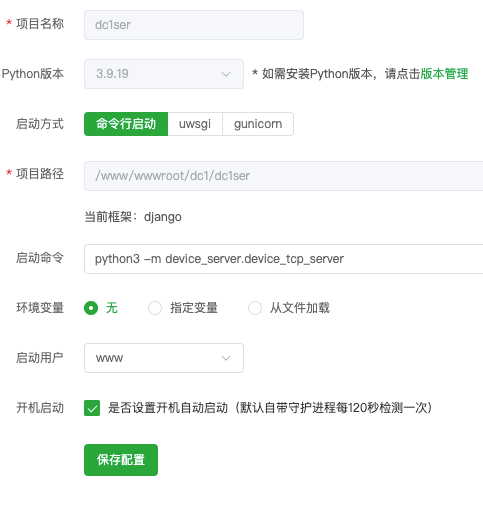 * 项目名称 dc1ser
Python版本 3.9.19 * 如需安装Python版本，请点击版本管理
启动方式 命令行启动 uwsgi gunicorn
* 项目路径 /www/wwwroot/dc1/dc1ser
当前框架：django
启动命令 python3 -m device_server.device_tcp_server
环境变量 无 指定变量 从文件加载
启动用户 www
开机启动 是否设置开机自动启动（默认自带守护进程每120秒检测一次）
保存配置